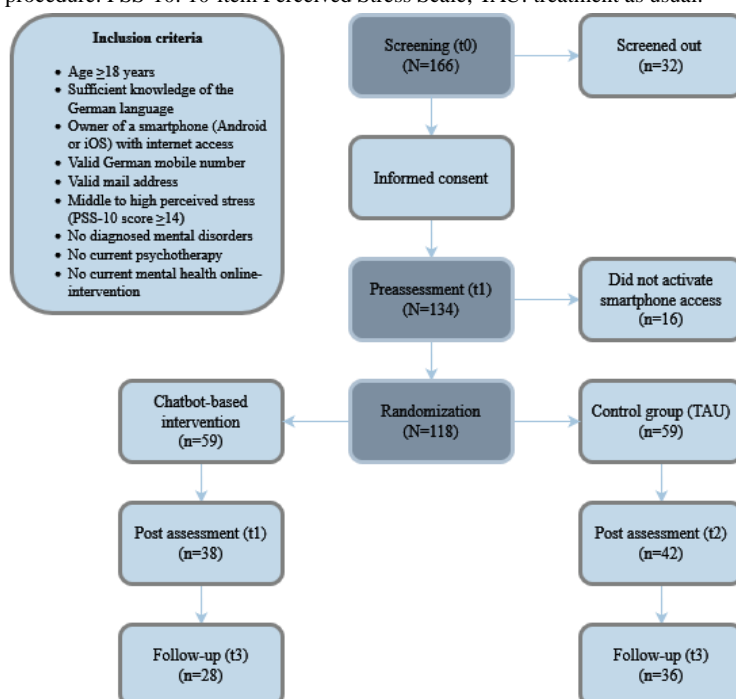 procedure. PSS-10: 10-item Perceived Stress Scale; TAU: treatment as usual.
Inclusion criteria
• Age ≥18 years
• Sufficient knowledge of the
German language
• Owner of a smartphone (Android
or iOS) with internet access
• Valid German mobile number
• Valid mail address
• Middle to high perceived stress
(PSS-10 score ≥14)
• No diagnosed mental disorders
• No current psychotherapy
• No current mental health online-
intervention
Screening (t0)
(N=166)
Screened out
(n=32)
Informed consent
Preassessment (t1)
(N=134)
Did not activate
smartphone access
(n=16)
Randomization
(N=118)
Chatbot-based
intervention
(n=59)
Control group (TAU)
(n=59)
Post assessment (t1)
(n=38)
Post assessment (t2)
(n=42)
Follow-up (t3)
(n=28)
Follow-up (t3)
(n=36)